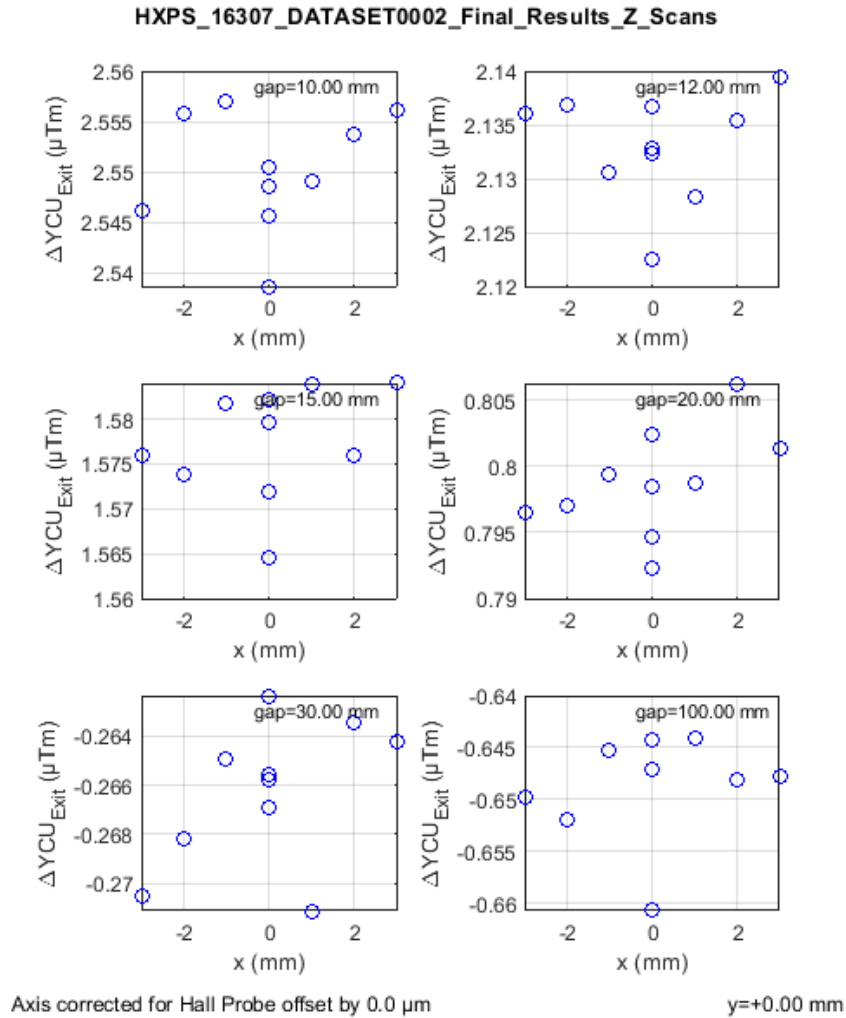 HXPS_16307_DATASET0002_Final_Results_Z_Scans
gap=10.00 mm
2.56
2.555
2.55
2.545
2.54
ΔYCU_Exit (µTm)
-2 0 2
x (mm)
gap=12.00 mm
2.14
2.135
2.13
2.125
2.12
ΔYCU_Exit (µTm)
-2 0 2
x (mm)
gap=15.00 mm
1.58
1.575
1.57
1.565
1.56
ΔYCU_Exit (µTm)
-2 0 2
x (mm)
gap=20.00 mm
0.805
0.8
0.795
0.79
ΔYCU_Exit (µTm)
-2 0 2
x (mm)
gap=30.00 mm
-0.264
-0.266
-0.268
-0.27
ΔYCU_Exit (µTm)
-2 0 2
x (mm)
gap=100.00 mm
-0.64
-0.645
-0.65
-0.655
-0.66
ΔYCU_Exit (µTm)
-2 0 2
x (mm)
Axis corrected for Hall Probe offset by 0.0 µm
y=+0.00 mm